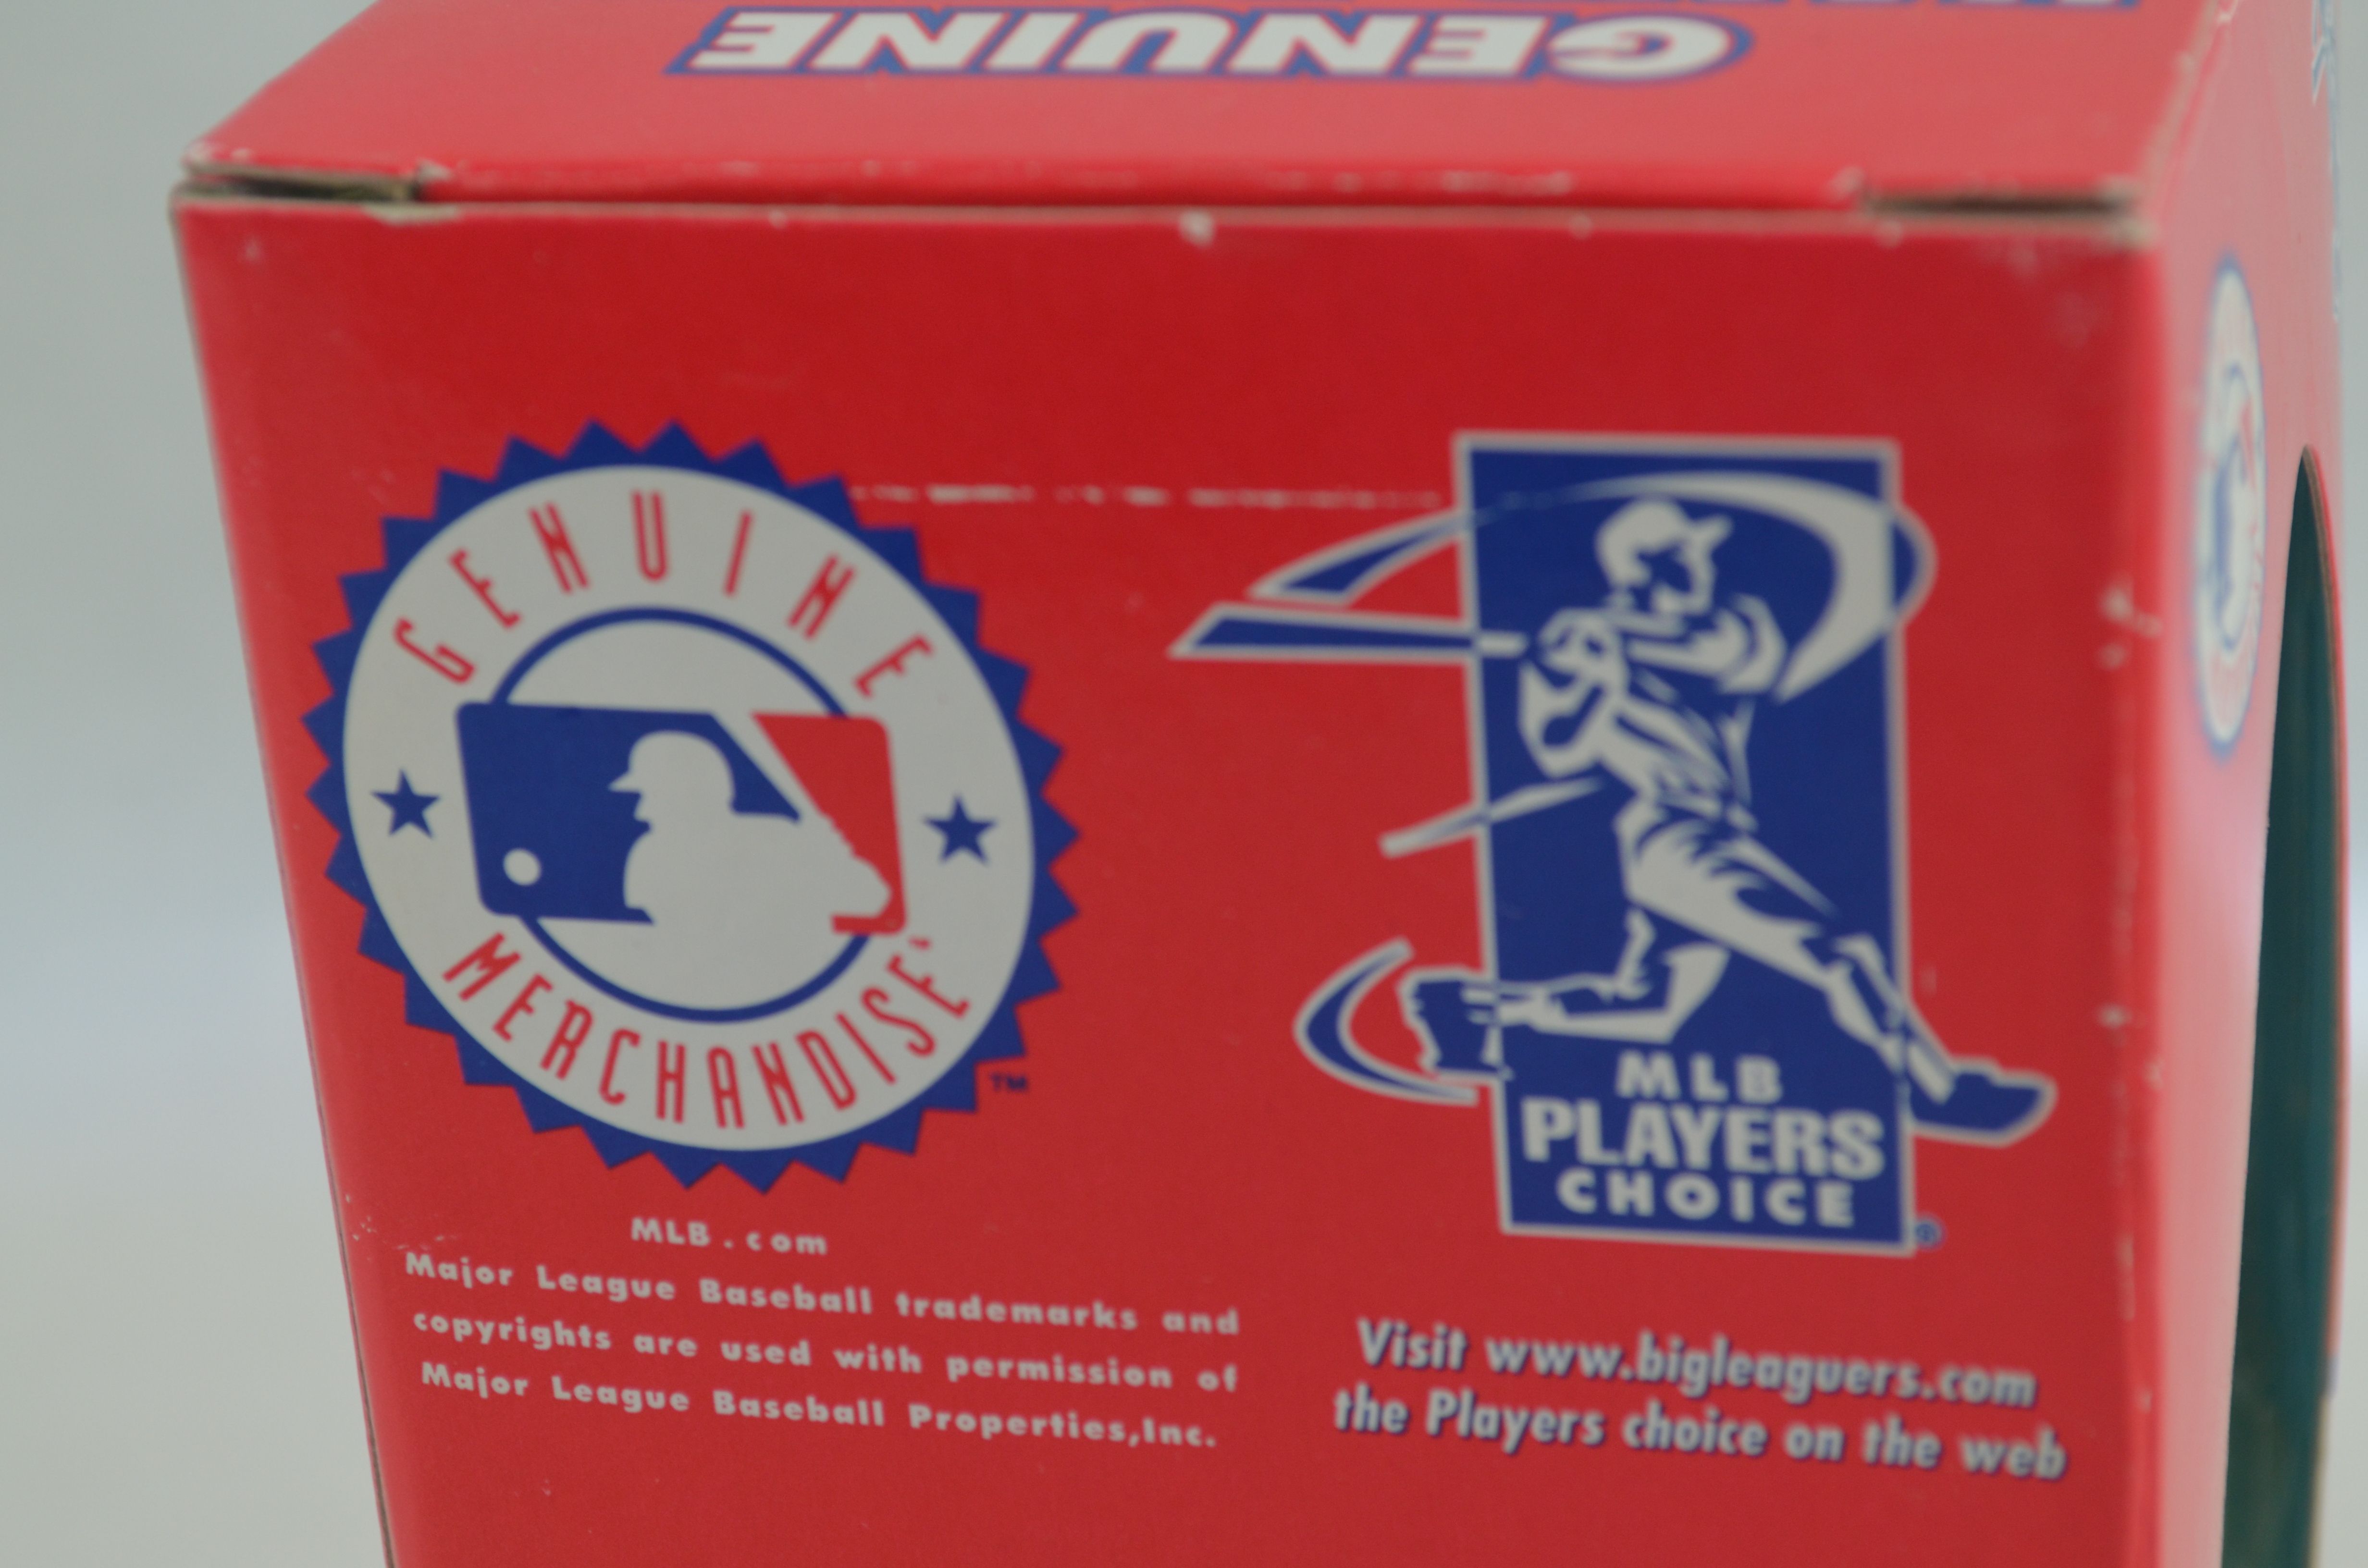 GENUINE
GENUINE
MERCHANDISE
TM
MLB.com
Major League Baseball trademarks and
copyrights are used with permission of
Major League Baseball Properties,Inc.
MLB
PLAYERS
CHOICE
®
Visit www.bigleaguers.com
the Players choice on the web